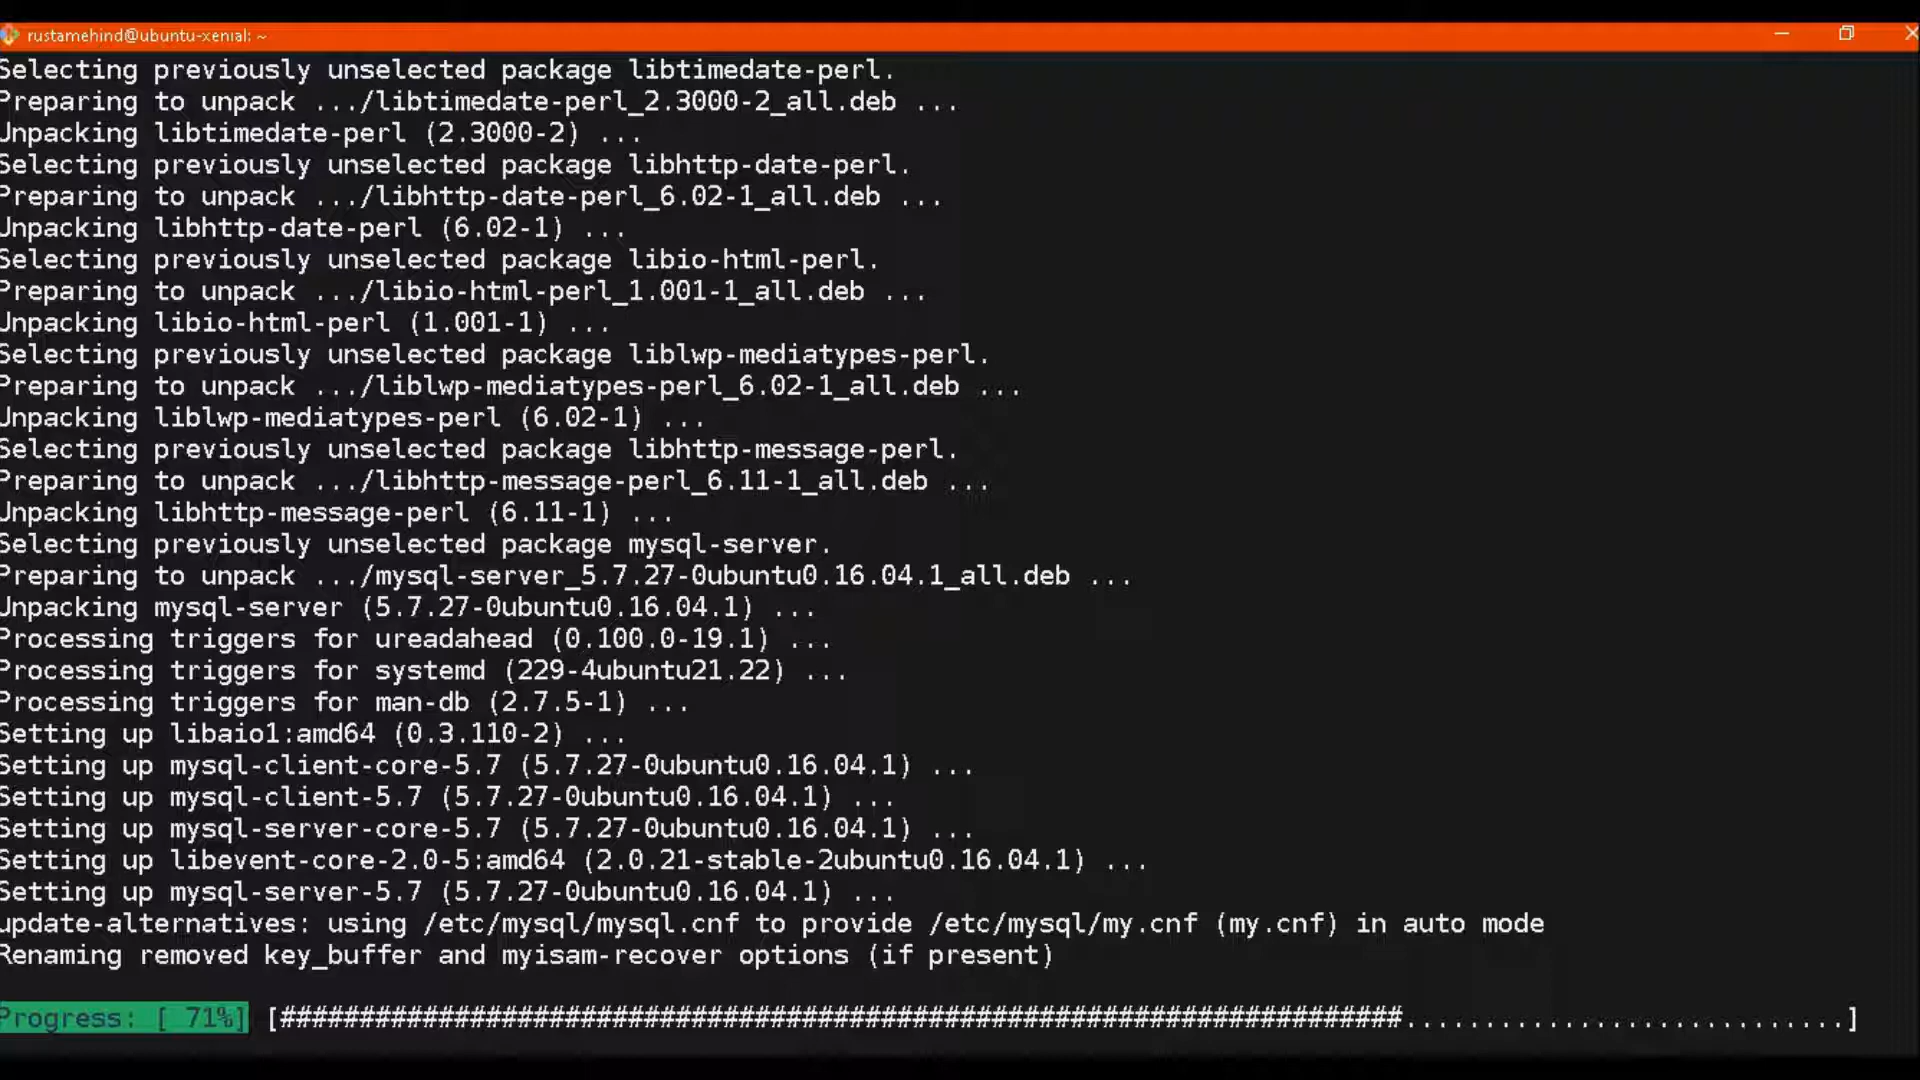 rustamehind@ubuntu-xenial: ~
Selecting previously unselected package libtimedate-perl.
Preparing to unpack .../libtimedate-perl_2.3000-2_all.deb ...
Unpacking libtimedate-perl (2.3000-2) ...
Selecting previously unselected package libhttp-date-perl.
Preparing to unpack .../libhttp-date-perl_6.02-1_all.deb ...
Unpacking libhttp-date-perl (6.02-1) ...
Selecting previously unselected package libio-html-perl.
Preparing to unpack .../libio-html-perl_1.001-1_all.deb ...
Unpacking libio-html-perl (1.001-1) ...
Selecting previously unselected package liblwp-mediatypes-perl.
Preparing to unpack .../liblwp-mediatypes-perl_6.02-1_all.deb ...
Unpacking liblwp-mediatypes-perl (6.02-1) ...
Selecting previously unselected package libhttp-message-perl.
Preparing to unpack .../libhttp-message-perl_6.11-1_all.deb ...
Unpacking libhttp-message-perl (6.11-1) ...
Selecting previously unselected package mysql-server.
Preparing to unpack .../mysql-server_5.7.27-0ubuntu0.16.04.1_all.deb ...
Unpacking mysql-server (5.7.27-0ubuntu0.16.04.1) ...
Processing triggers for ureadahead (0.100.0-19.1) ...
Processing triggers for systemd (229-4ubuntu21.22) ...
Processing triggers for man-db (2.7.5-1) ...
Setting up libaio1:amd64 (0.3.110-2) ...
Setting up mysql-client-core-5.7 (5.7.27-0ubuntu0.16.04.1) ...
Setting up mysql-client-5.7 (5.7.27-0ubuntu0.16.04.1) ...
Setting up mysql-server-core-5.7 (5.7.27-0ubuntu0.16.04.1) ...
Setting up libevent-core-2.0-5:amd64 (2.0.21-stable-2ubuntu0.16.04.1) ...
Setting up mysql-server-5.7 (5.7.27-0ubuntu0.16.04.1) ...
update-alternatives: using /etc/mysql/mysql.cnf to provide /etc/mysql/my.cnf (my.cnf) in auto mode
Renaming removed key_buffer and myisam-recover options (if present)
Progress: [ 71%] [#######################################################################............................]